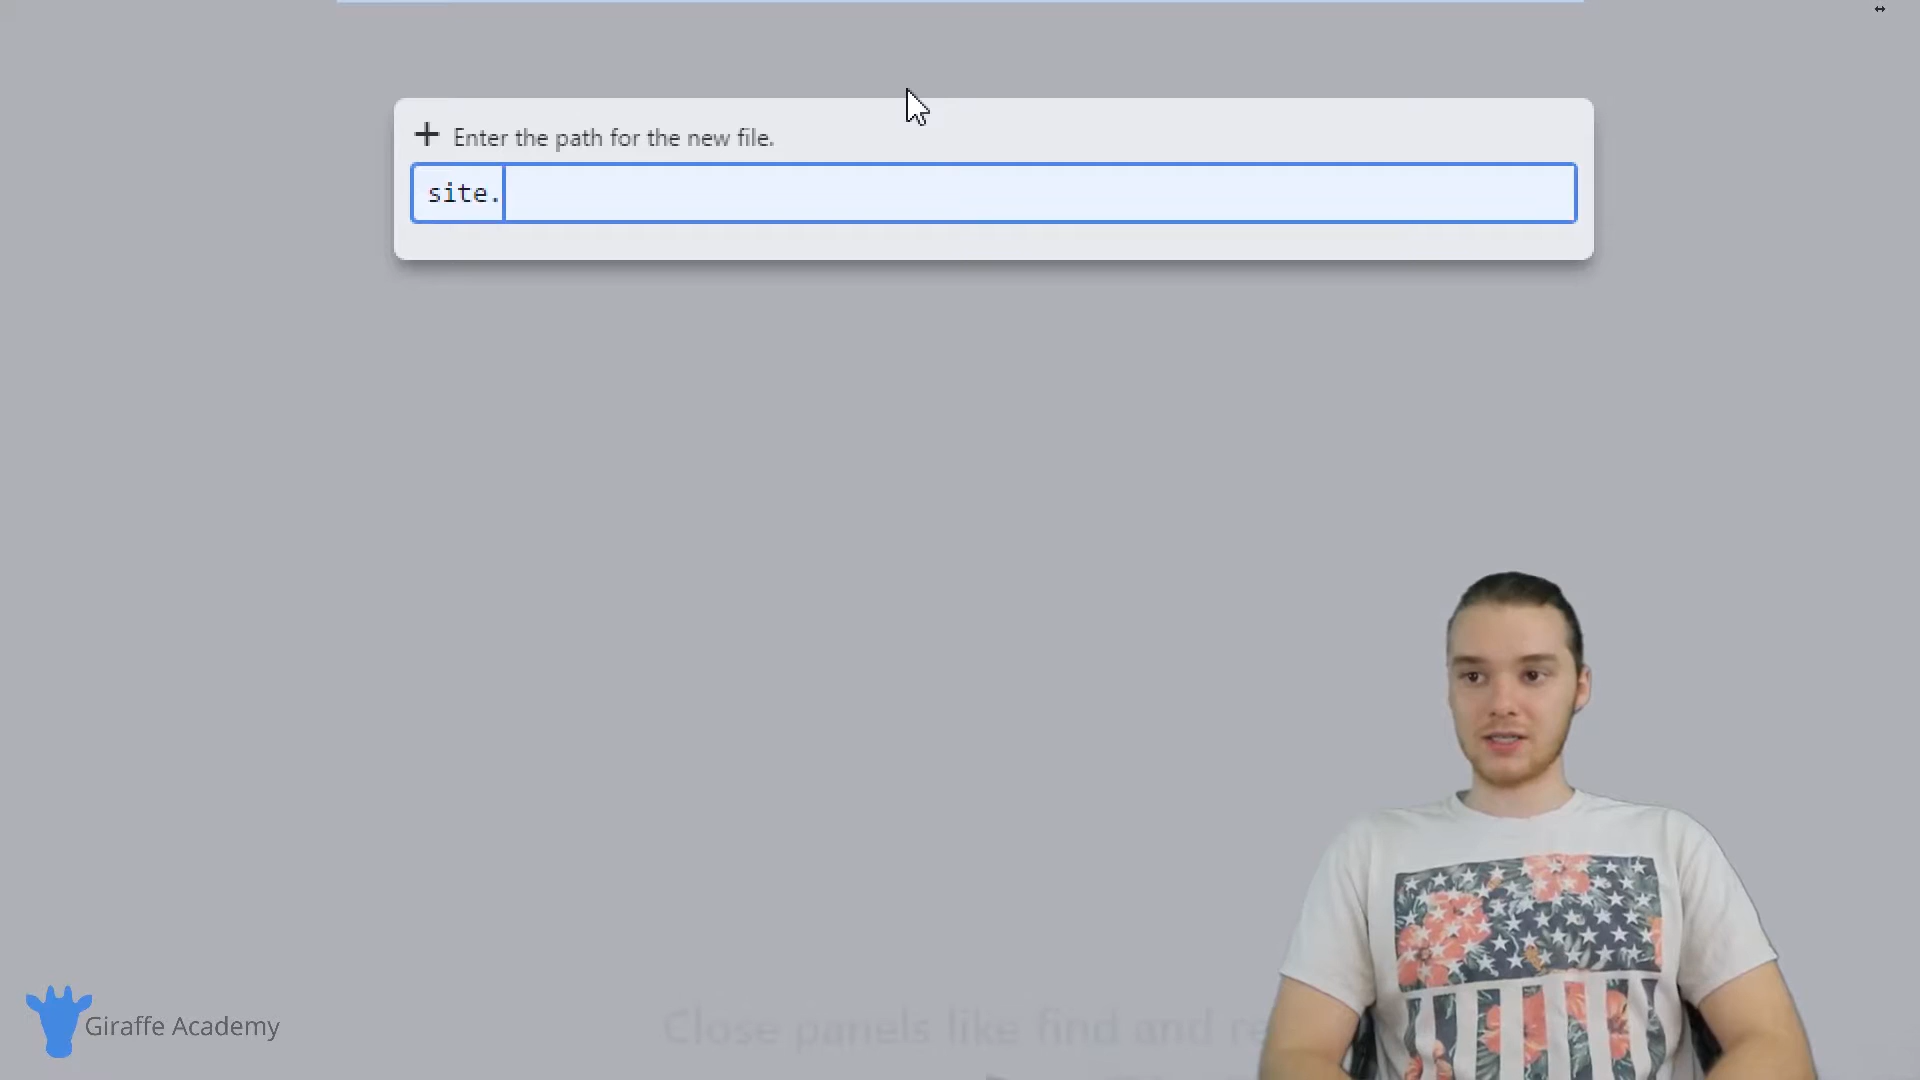 Enter the path for the new file.
site.
Giraffe Academy
Close panels like find and